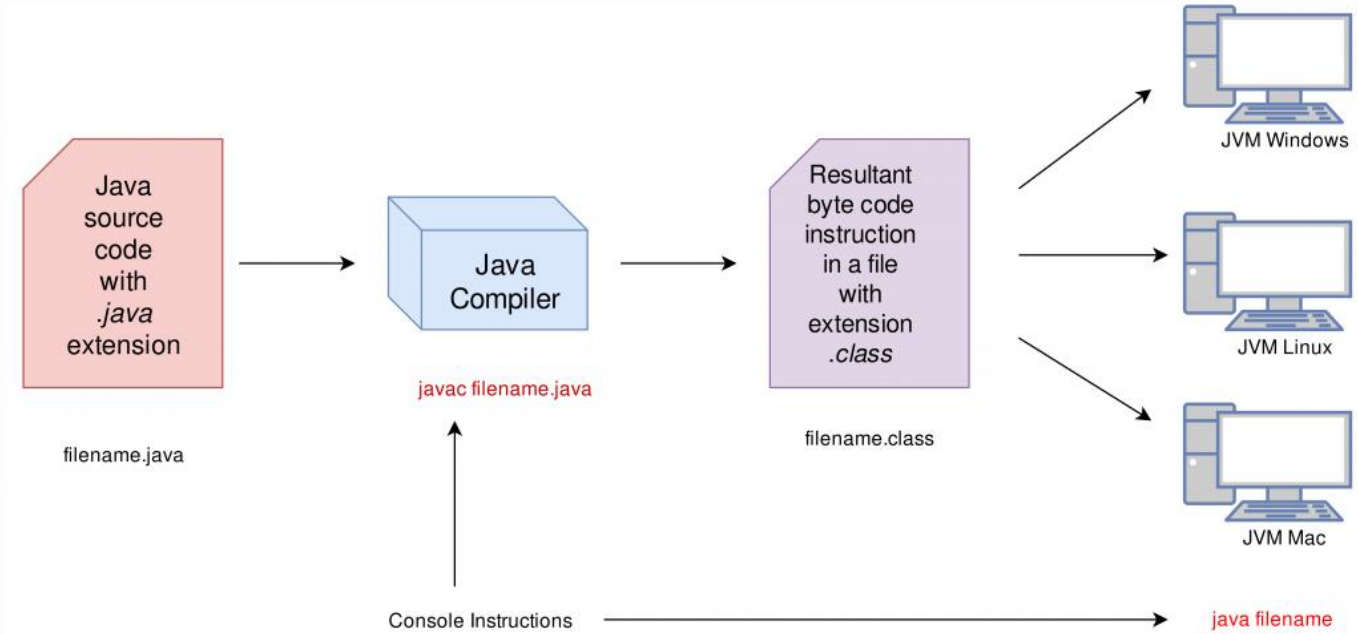 Java
source
code
with
.java
extension
filename.java
Java
Compiler
javac filename.java
Resultant
byte code
instruction
in a file
with
extension
.class
filename.class
JVM Windows
JVM Linux
JVM Mac
Console Instructions
java filename